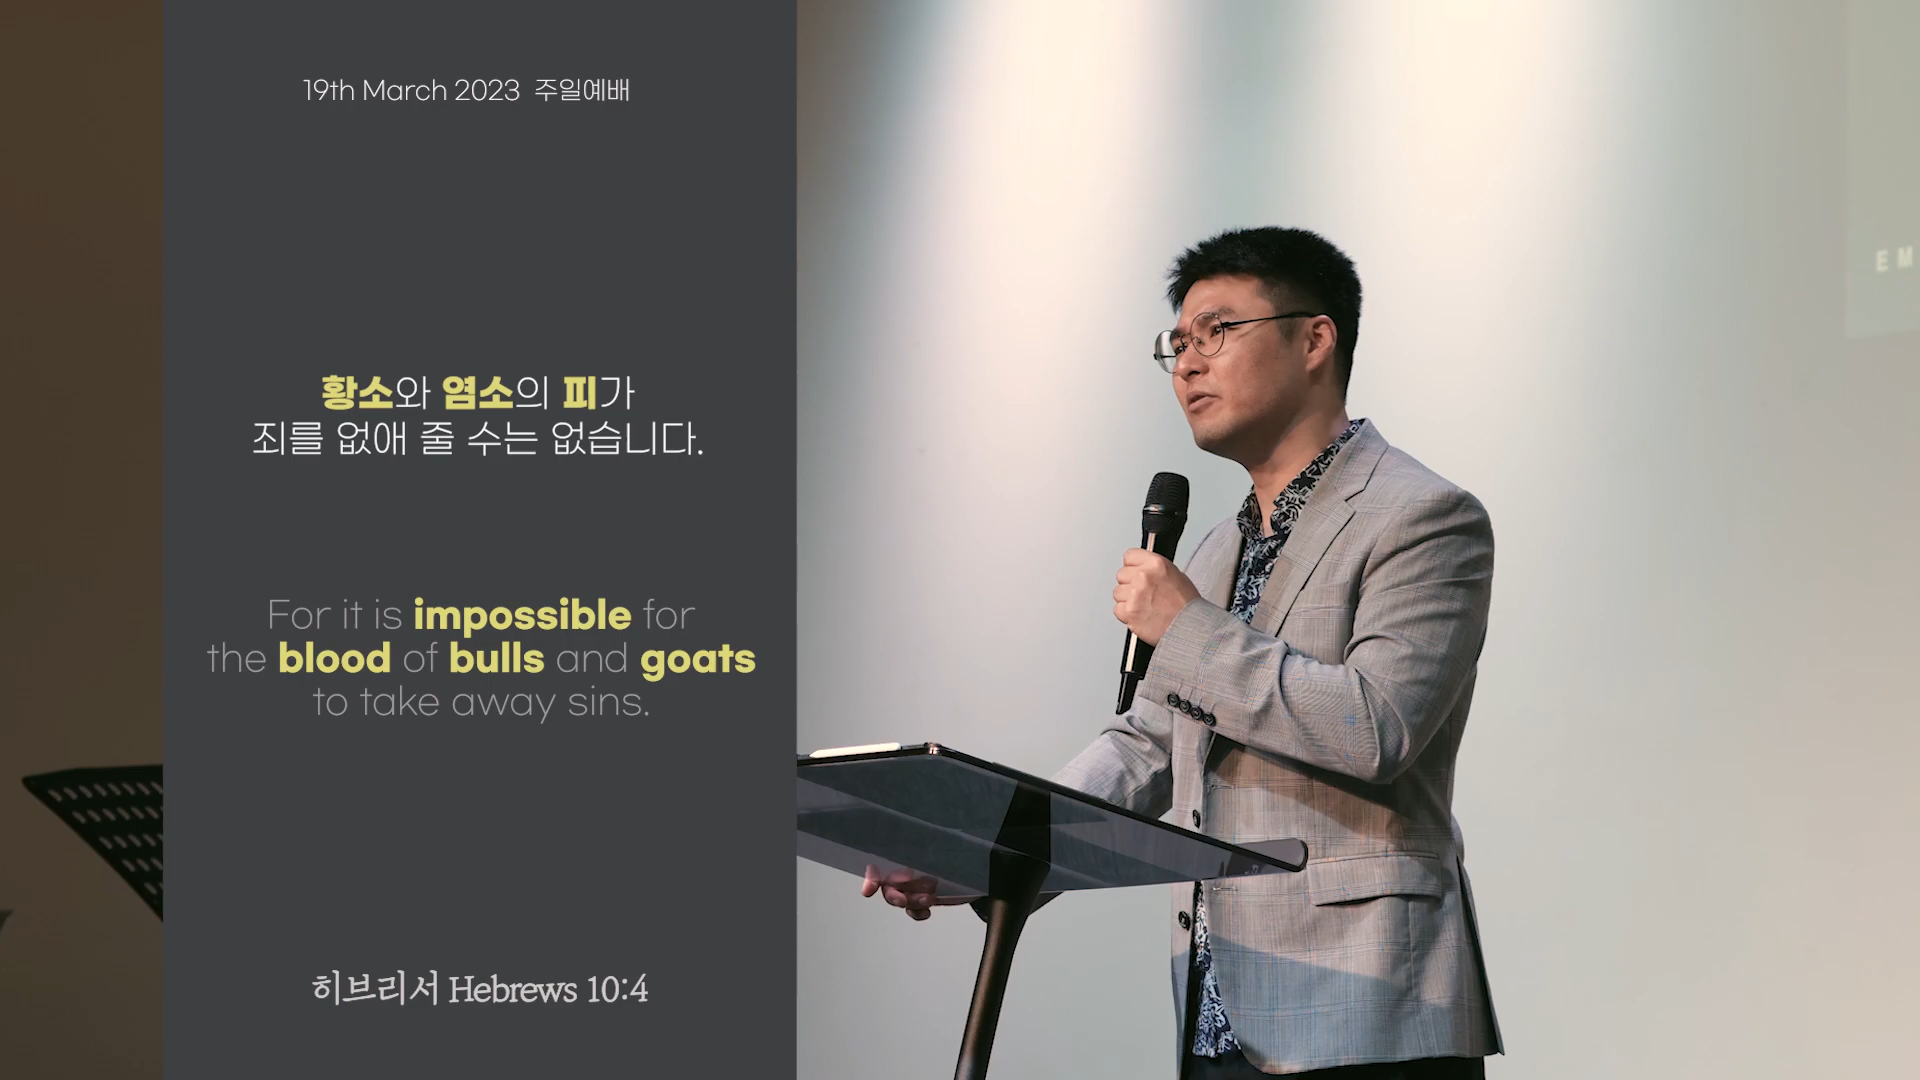 19th March 2023 주일예배
황소와 염소의 피가
죄를 없애 줄 수는 없습니다.
For it is impossible for
the blood of bulls and goats
to take away sins.
히브리서 Hebrews 10:4
EM